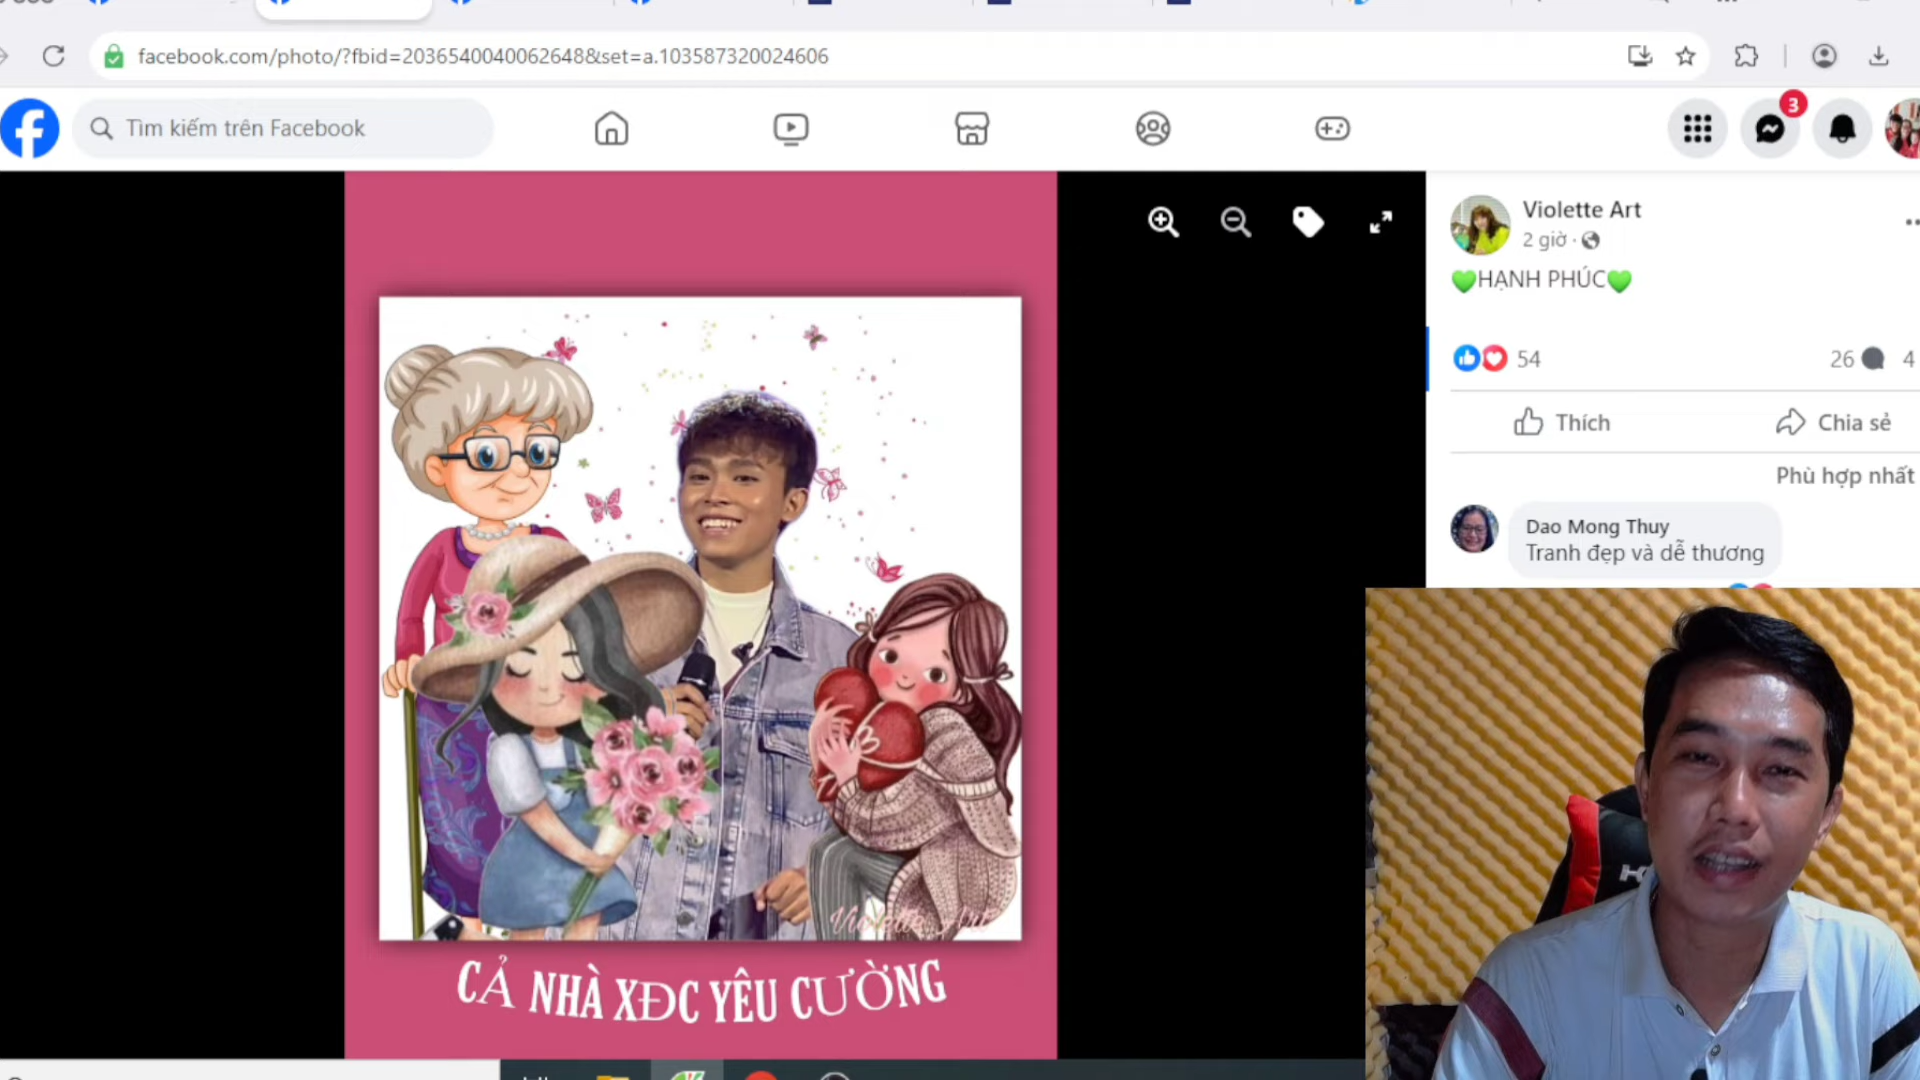 facebook.com/photo/?fbid=2036540040062648&set=a.103587320024606
Tìm kiếm trên Facebook
3
Violette Art
2 giờ
HẠNH PHÚC
54
26
4
Thích
Chia sẻ
Phù hợp nhất
Dao Mong Thuy
Tranh đẹp và dễ thương
Violette Art
CẢ NHÀ XĐC YÊU CƯỜNG